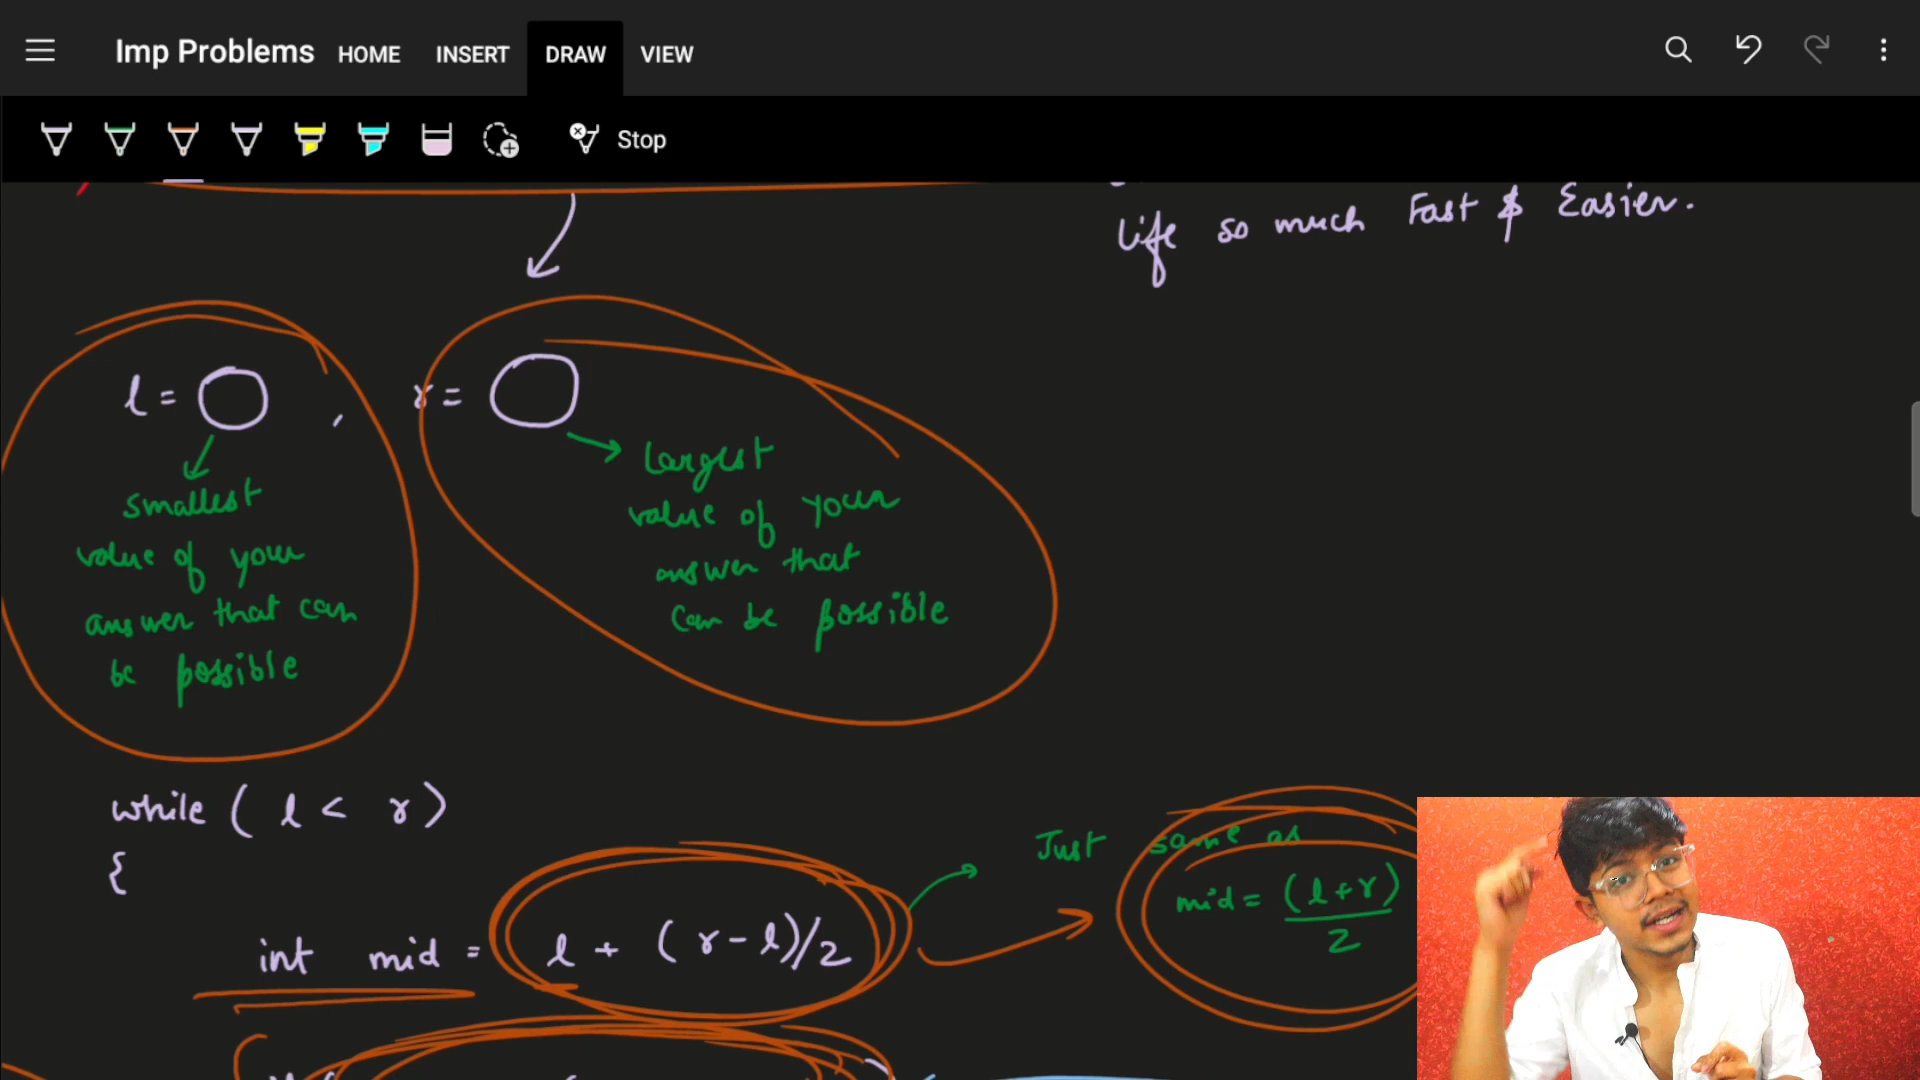 Imp Problems HOME INSERT DRAW VIEW
Stop
Life so much Fast & Easier.
l = , r =
smallest
value of your
answer that can
be possible
Largest
value of your
answer that
can be possible
while ( l < r )
{
Just same as
mid = (l+r)
2
int mid = l + ( r - l)/2